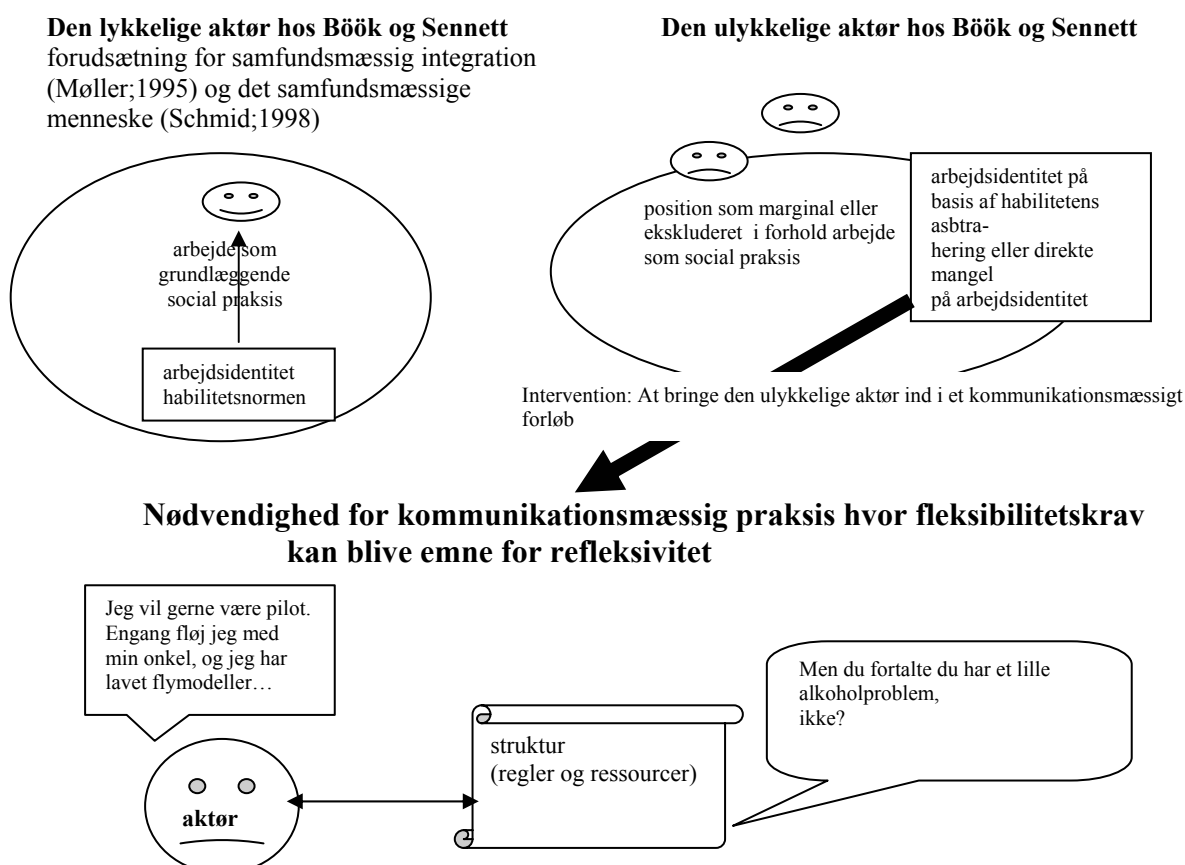 Den lykkelige aktør hos Böök og Sennett
forudsætning for samfundsmæssig integration
(Møller;1995) og det samfundsmæssige
menneske (Schmid;1998)
arbejde som
grundlæggende
social praksis
arbejdsidentitet
habilitetsnormen
Den ulykkelige aktør hos Böök og Sennett
position som marginal eller
ekskluderet i forhold arbejde
som social praksis
arbejdsidentitet på
basis af habilitetens
asbtra-
hering eller direkte
mangel
på arbejdsidentitet
Intervention: At bringe den ulykkelige aktør ind i et kommunikationsmæssigt
forløb
Nødvendighed for kommunikationsmæssig praksis hvor fleksibilitetskrav
kan blive emne for refleksivitet
Jeg vil gerne være pilot.
Engang fløj jeg med
min onkel, og jeg har
lavet flymodeller…
aktør
struktur
(regler og ressourcer)
Men du fortalte du har et lille
alkoholproblem,
ikke?